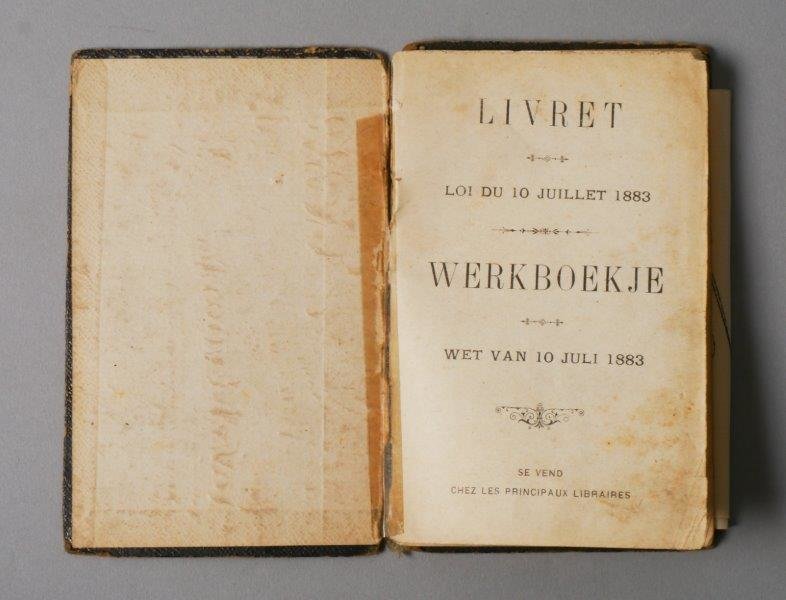 LIVRET
LOI DU 10 JUILLET 1883
WERKBOEKJE
WET VAN 10 JULI 1883
SE VEND
CHEZ LES PRINCIPAUX LIBRAIRES